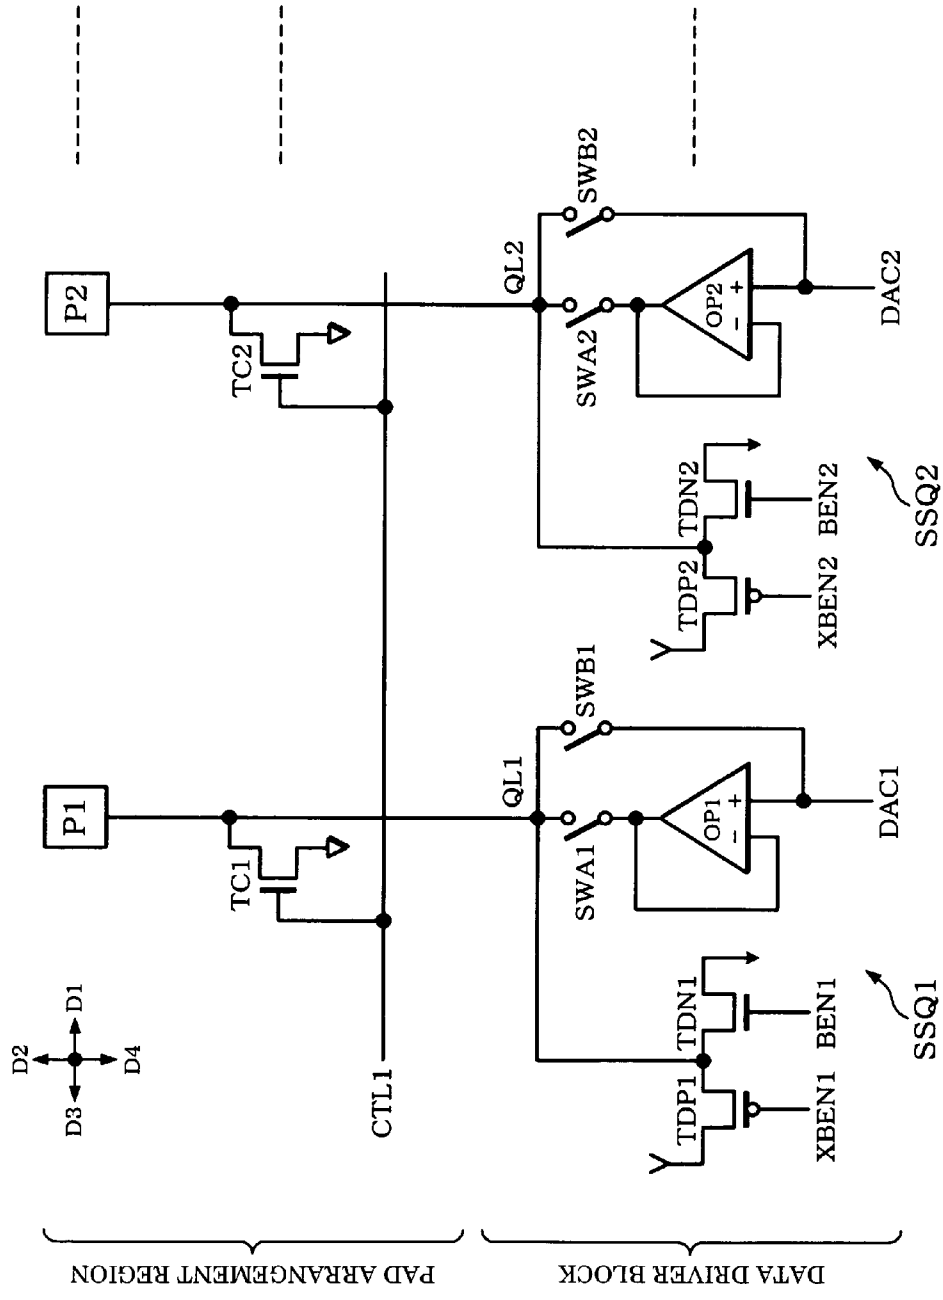 PAD ARRANGEMENT REGION
DATA DRIVER BLOCK
D2
D3
D1
D4
P1
P2
TC1
TC2
CTL1
QL1
QL2
SWA1
SWB1
SWA2
SWB2
TDP1
TDN1
OP1
- +
TDP2
TDN2
OP2
- +
XBEN1
BEN1
DAC1
XBEN2
BEN2
DAC2
SSQ1
SSQ2